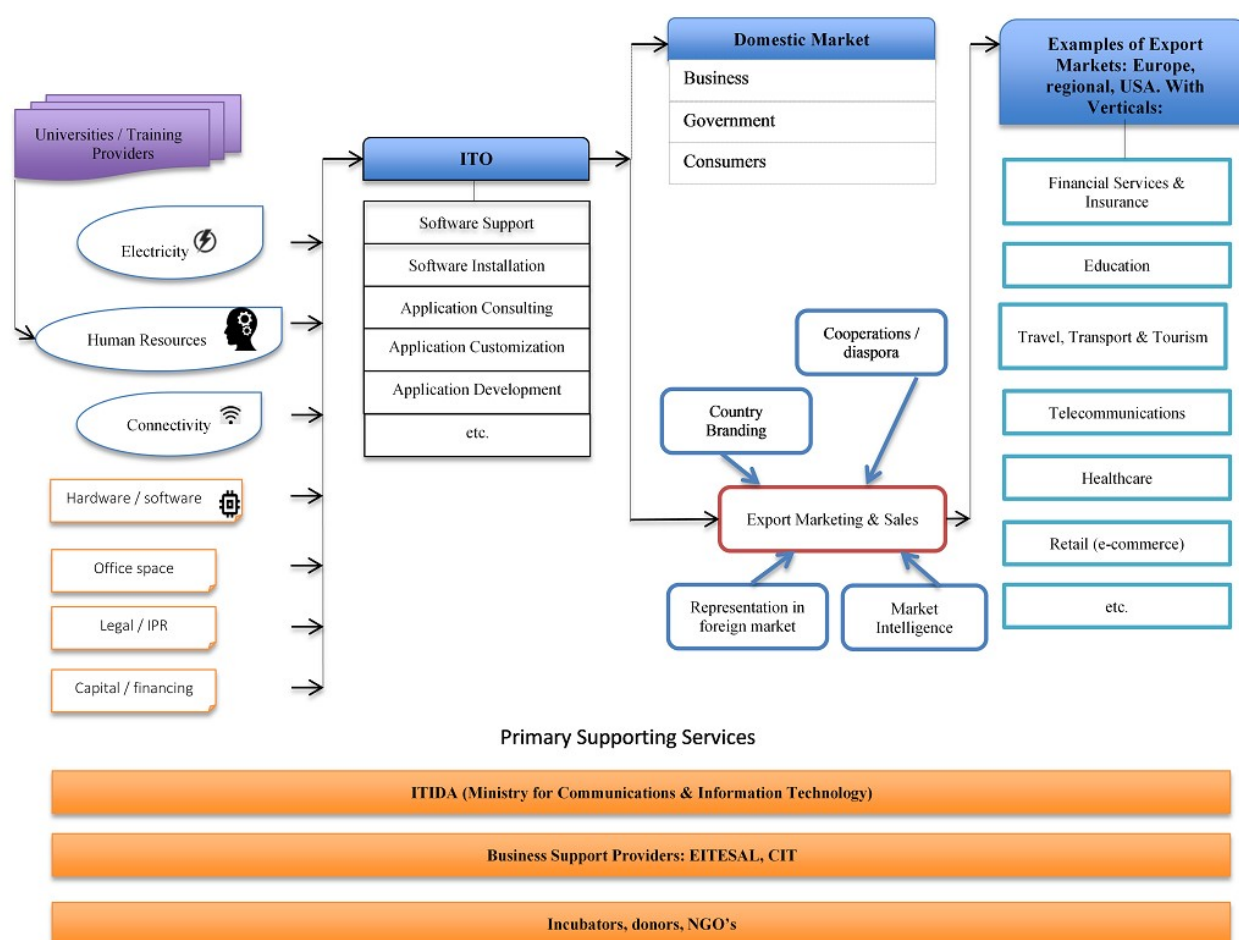 Universities / Training
Providers
Electricity
Human Resources
Connectivity
Hardware / software
Office space
Legal / IPR
Capital / financing
ITO
Software Support
Software Installation
Application Consulting
Application Customization
Application Development
etc.
Domestic Market
Business
Government
Consumers
Cooperations /
diaspora
Country
Branding
Export Marketing & Sales
Representation in
foreign market
Market
Intelligence
Examples of Export
Markets: Europe,
regional, USA. With
Verticals:
Financial Services &
Insurance
Education
Travel, Transport & Tourism
Telecommunications
Healthcare
Retail (e-commerce)
etc.
Primary Supporting Services
ITIDA (Ministry for Communications & Information Technology)
Business Support Providers: EITESAL, CIT
Incubators, donors, NGO's